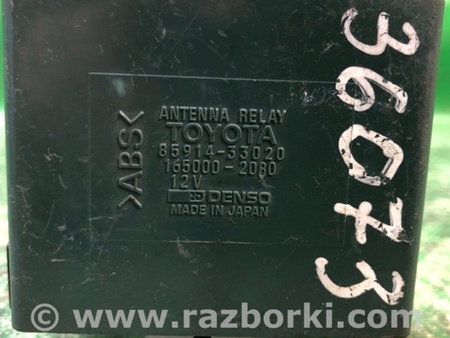 ANTENNA RELAY
TOYOTA
85914-33020
165000-2080
12V
DENSO
MADE IN JAPAN
>ABS<
36073
www.razborki.com